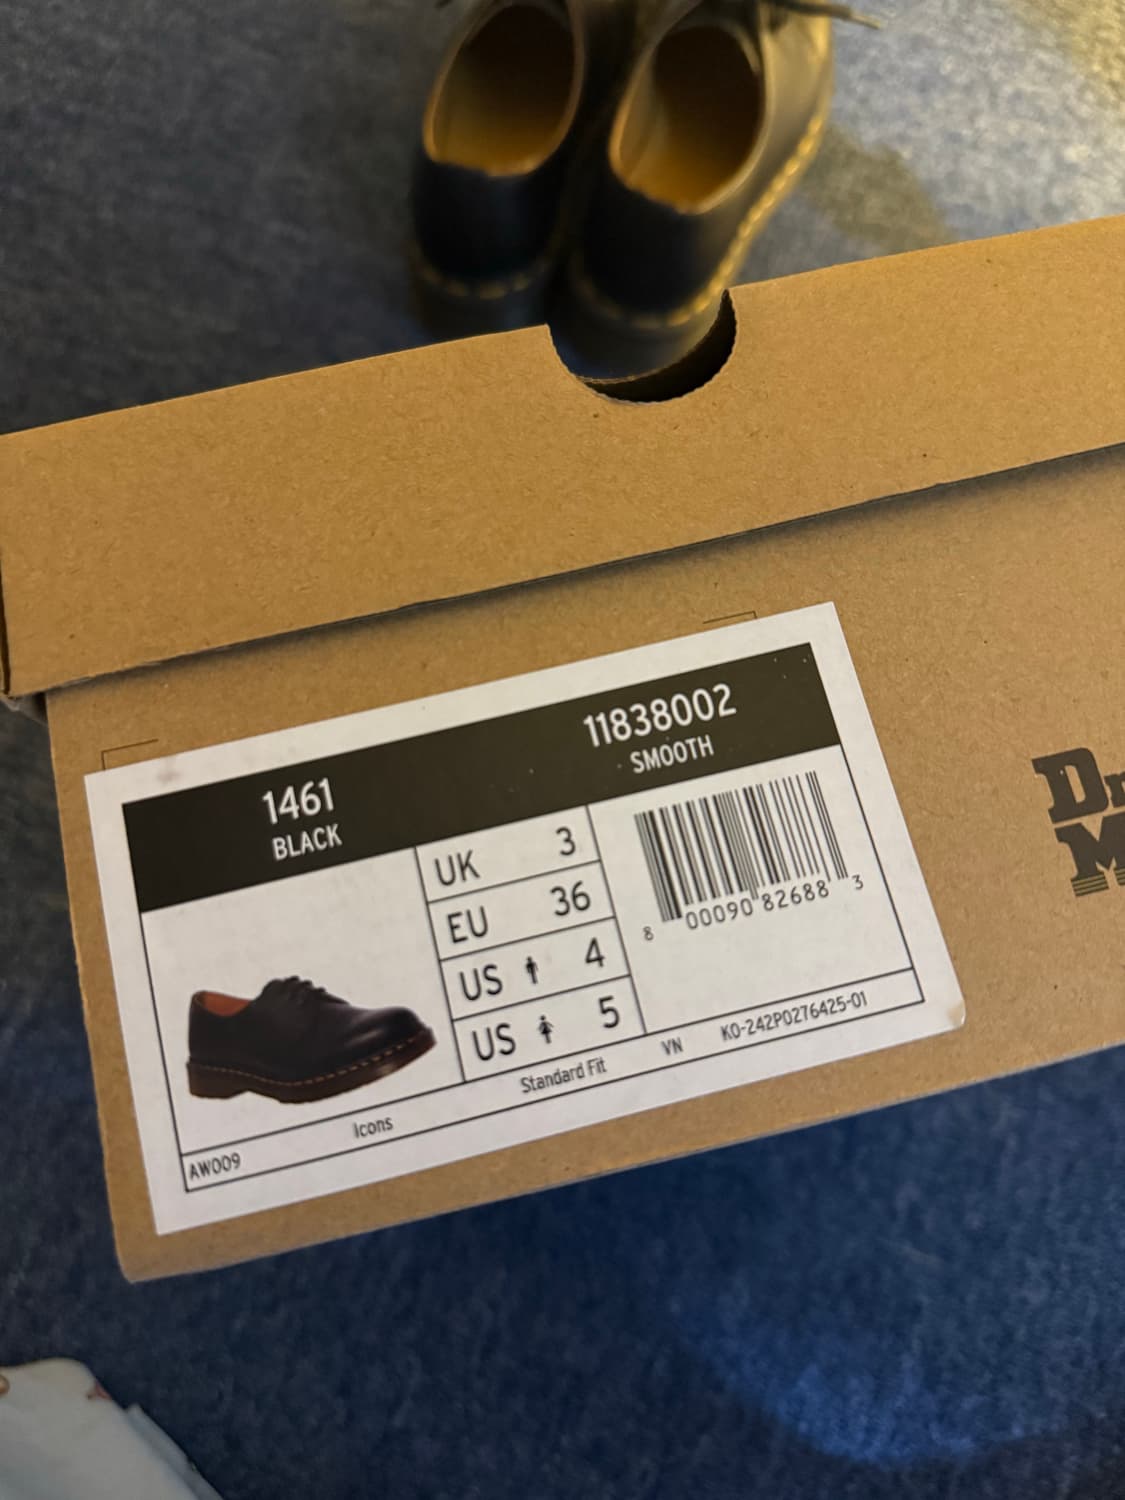 1461
BLACK
11838002
SMOOTH
UK 3
EU 36
US 4
US 5
8 00090 82688 3
AW009 Icons Standard Fit VN K0-242P0276425-01